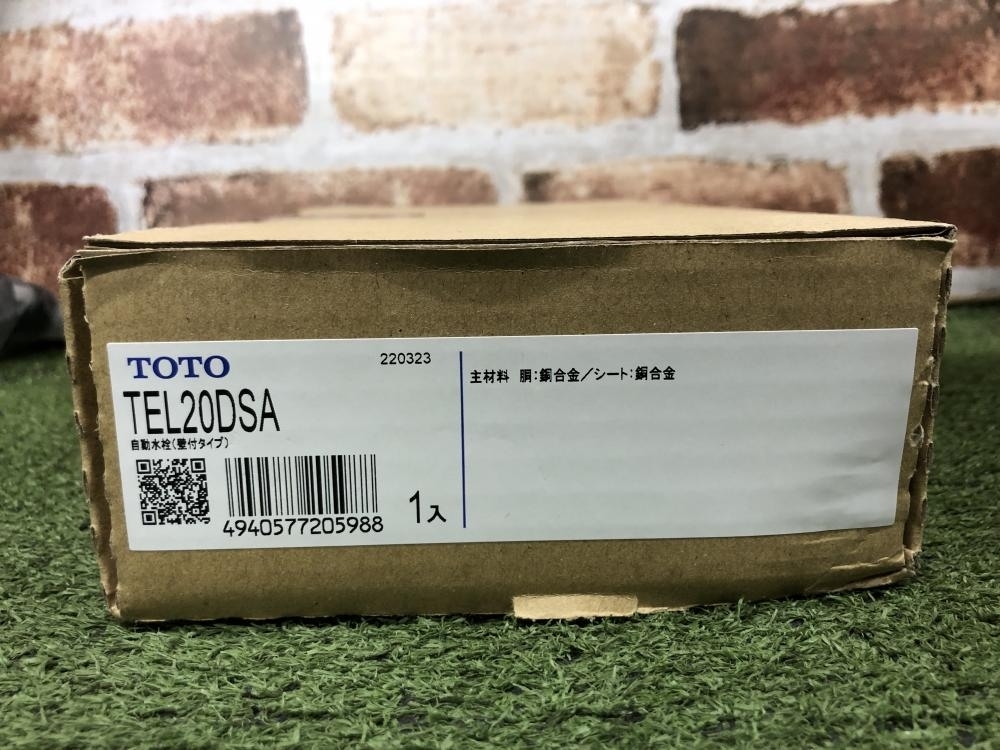 TOTO
220323
TEL20DSA
自動水栓(壁付タイプ)
4940577205988
1入
主材料 胴:銅合金/シート:銅合金